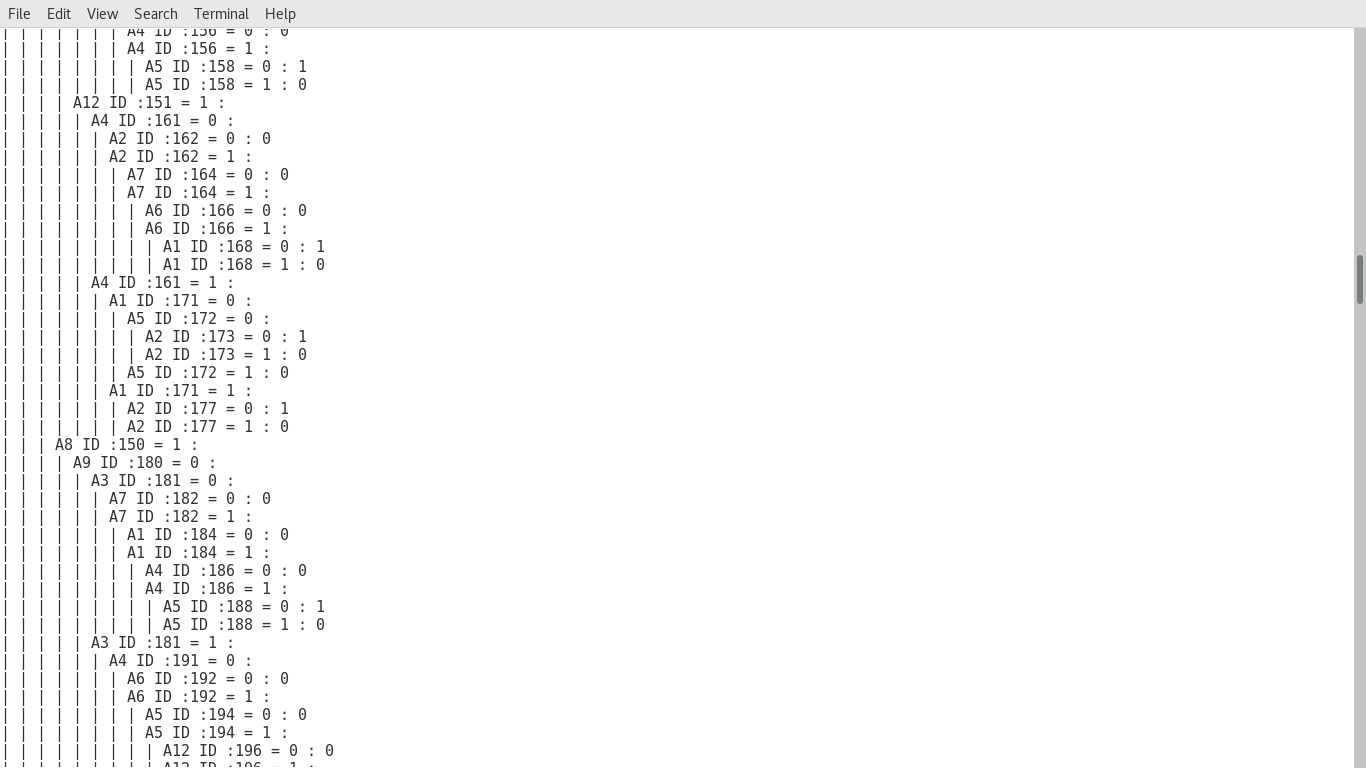 File Edit View Search Terminal Help
| | | | | | | A4 ID :156 = 0 : 0
| | | | | | | A4 ID :156 = 1 :
| | | | | | | | A5 ID :158 = 0 : 1
| | | | | | | | A5 ID :158 = 1 : 0
| | | | A12 ID :151 = 1 :
| | | | | A4 ID :161 = 0 :
| | | | | | A2 ID :162 = 0 : 0
| | | | | | A2 ID :162 = 1 :
| | | | | | | A7 ID :164 = 0 : 0
| | | | | | | A7 ID :164 = 1 :
| | | | | | | | A6 ID :166 = 0 : 0
| | | | | | | | A6 ID :166 = 1 :
| | | | | | | | | A1 ID :168 = 0 : 1
| | | | | | | | | A1 ID :168 = 1 : 0
| | | | | A4 ID :161 = 1 :
| | | | | | A1 ID :171 = 0 :
| | | | | | | A5 ID :172 = 0 :
| | | | | | | | A2 ID :173 = 0 : 1
| | | | | | | | A2 ID :173 = 1 : 0
| | | | | | | A5 ID :172 = 1 : 0
| | | | | | A1 ID :171 = 1 :
| | | | | | | A2 ID :177 = 0 : 1
| | | | | | | A2 ID :177 = 1 : 0
| | | A8 ID :150 = 1 :
| | | | A9 ID :180 = 0 :
| | | | | A3 ID :181 = 0 :
| | | | | | A7 ID :182 = 0 : 0
| | | | | | A7 ID :182 = 1 :
| | | | | | | A1 ID :184 = 0 : 0
| | | | | | | A1 ID :184 = 1 :
| | | | | | | | A4 ID :186 = 0 : 0
| | | | | | | | A4 ID :186 = 1 :
| | | | | | | | | A5 ID :188 = 0 : 1
| | | | | | | | | A5 ID :188 = 1 : 0
| | | | | A3 ID :181 = 1 :
| | | | | | A4 ID :191 = 0 :
| | | | | | | A6 ID :192 = 0 : 0
| | | | | | | A6 ID :192 = 1 :
| | | | | | | | A5 ID :194 = 0 : 0
| | | | | | | | A5 ID :194 = 1 :
| | | | | | | | | A12 ID :196 = 0 : 0
| | | | | | | | | A12 ID :196 = 1 :